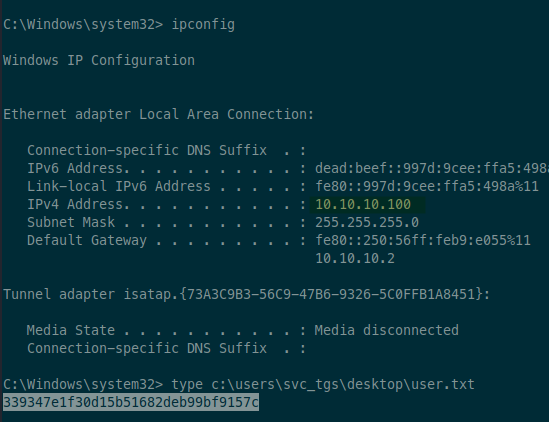 C:\Windows\system32> ipconfig
Windows IP Configuration
Ethernet adapter Local Area Connection:
Connection-specific DNS Suffix . :
IPv6 Address. . . . . . . . . . . : dead:beef::997d:9cee:ffa5:498a
Link-local IPv6 Address . . . . . : fe80::997d:9cee:ffa5:498a%11
IPv4 Address. . . . . . . . . . . : 10.10.10.100
Subnet Mask . . . . . . . . . . . : 255.255.255.0
Default Gateway . . . . . . . . . : fe80::250:56ff:feb9:e055%11
10.10.10.2
Tunnel adapter isatap.{73A3C9B3-56C9-47B6-9326-5C0FFB1A8451}:
Media State . . . . . . . . . . . : Media disconnected
Connection-specific DNS Suffix . :
C:\Windows\system32> type c:\users\svc_tgs\desktop\user.txt
339347e1f30d15b51682deb99bf9157c